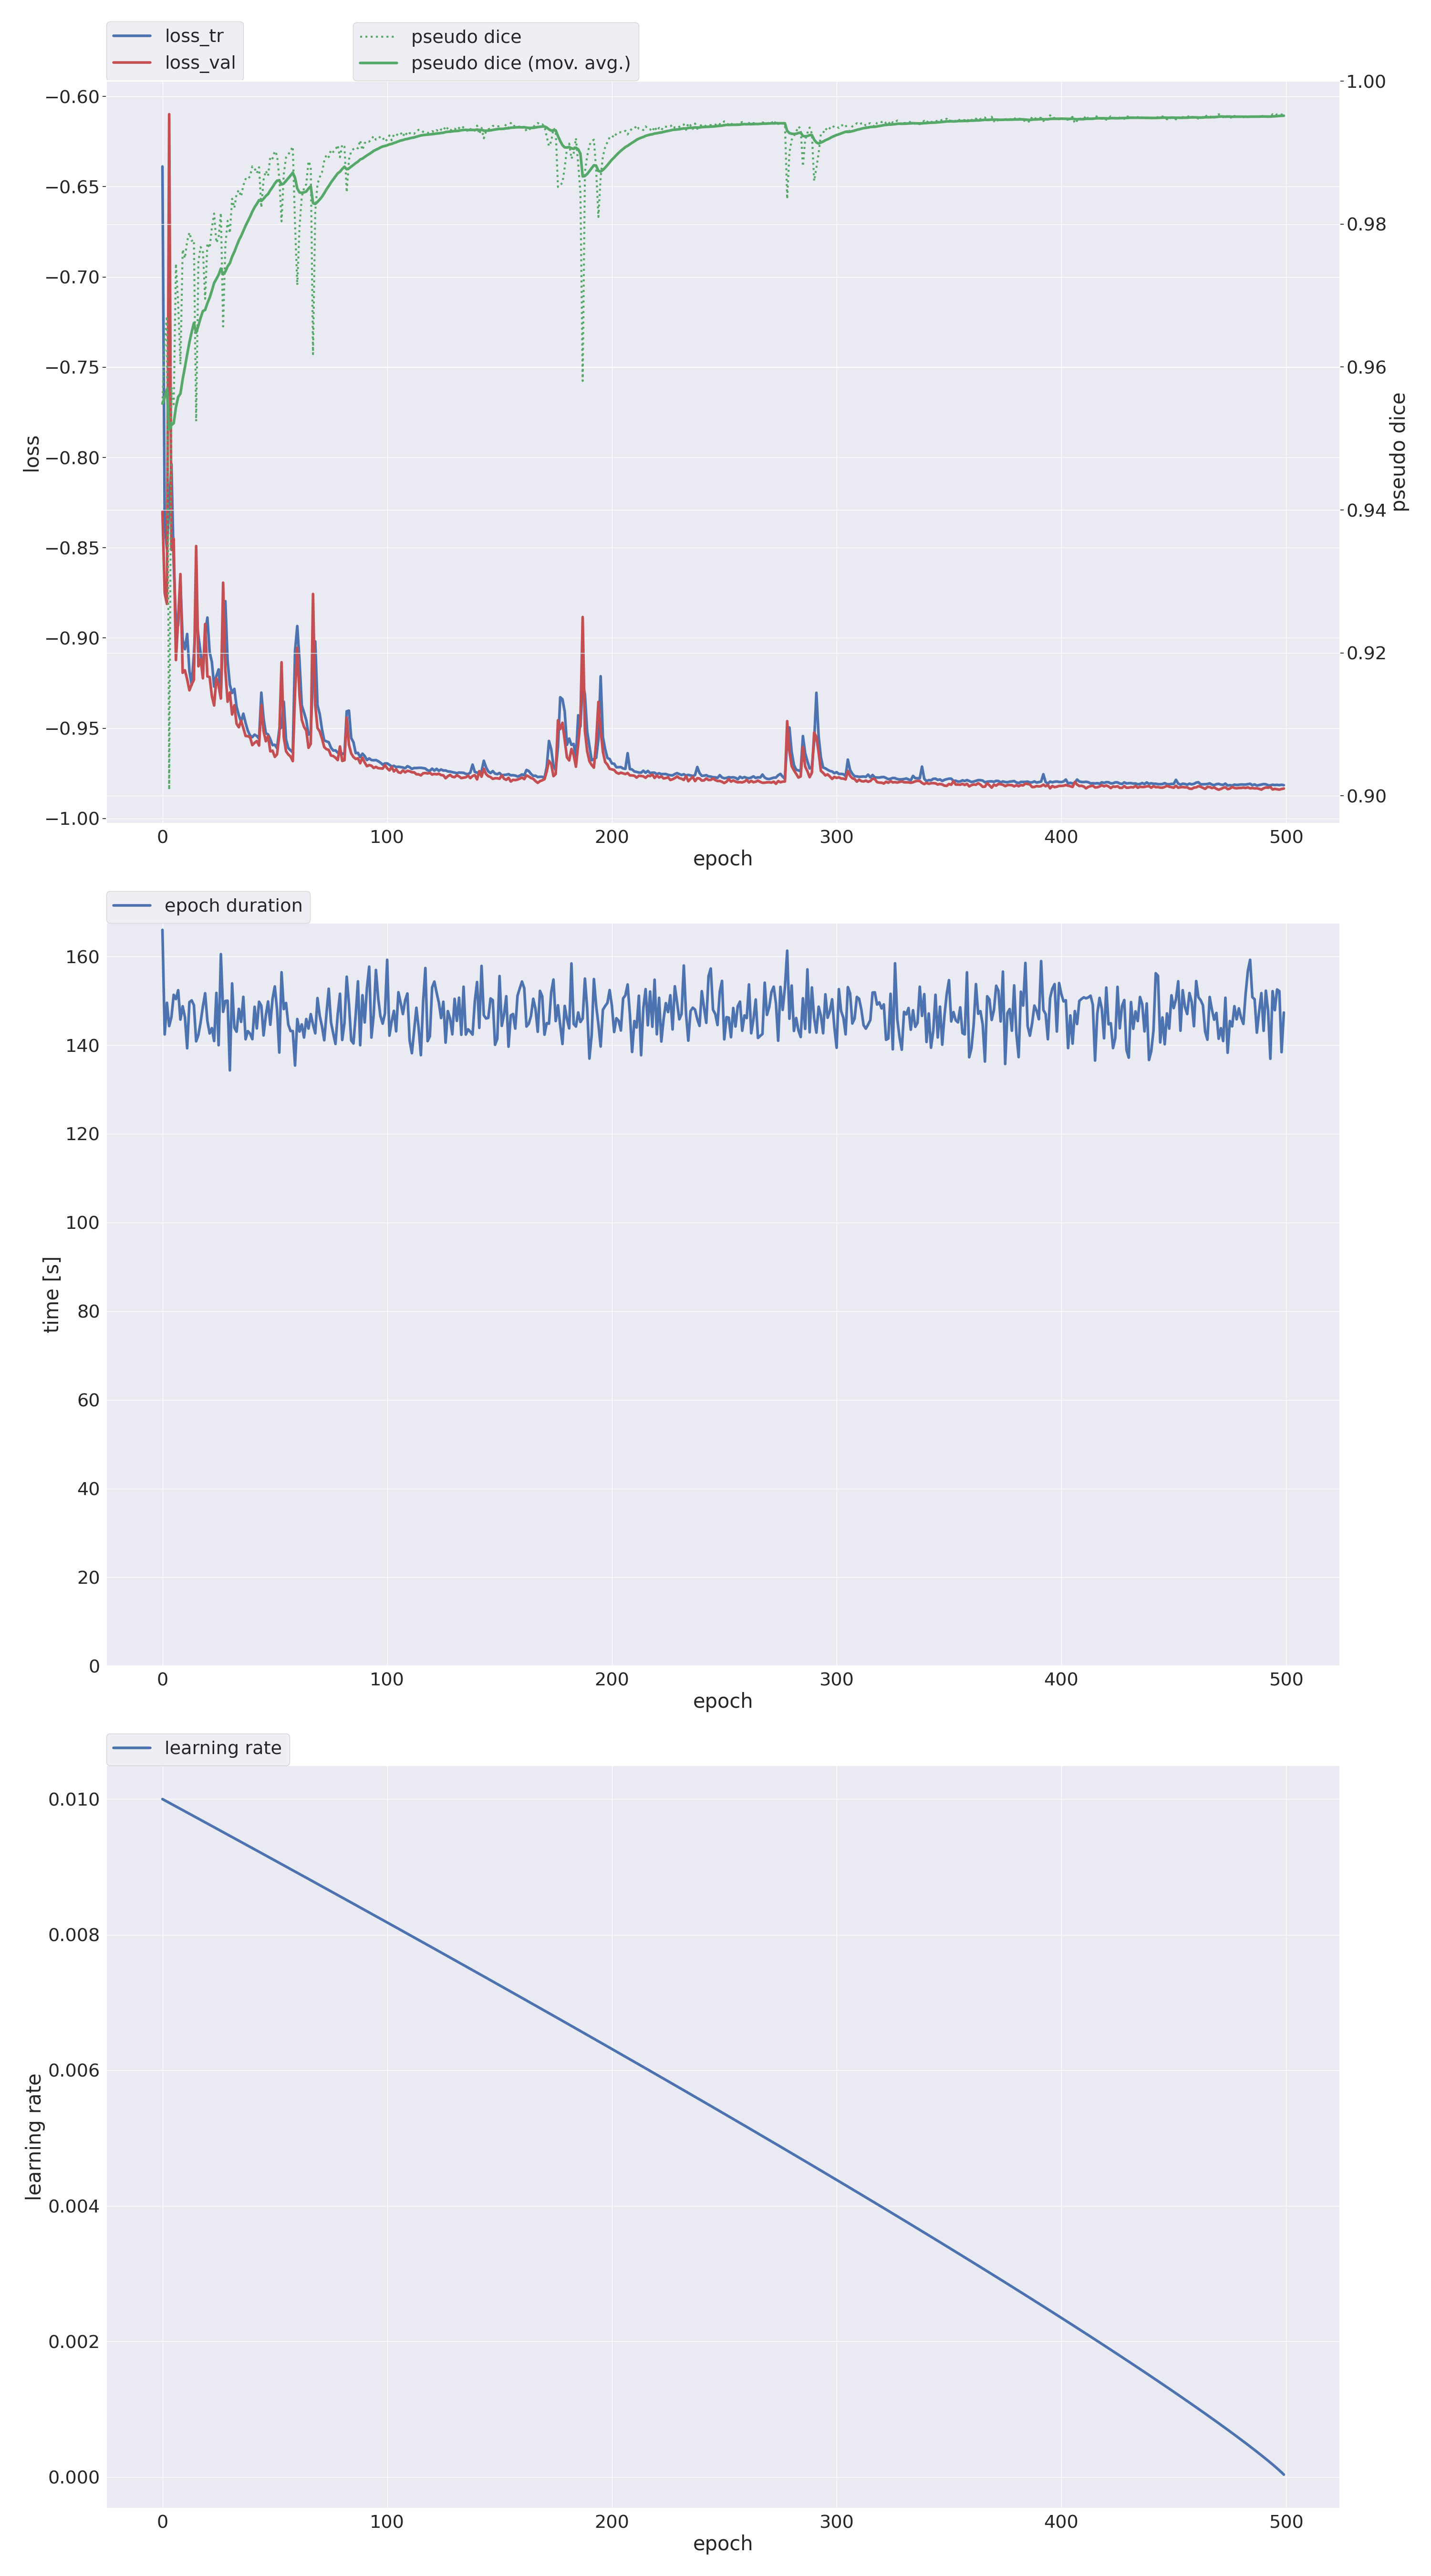 loss_tr
loss_val
pseudo dice
pseudo dice (mov. avg.)
−0.60
−0.65
−0.70
−0.75
−0.80
−0.85
−0.90
−0.95
−1.00
loss
1.00
0.98
0.96
0.94
0.92
0.90
pseudo dice
0 100 200 300 400 500
epoch
epoch duration
160
140
120
100
80
60
40
20
0
time [s]
0 100 200 300 400 500
epoch
learning rate
0.010
0.008
0.006
0.004
0.002
0.000
learning rate
0 100 200 300 400 500
epoch